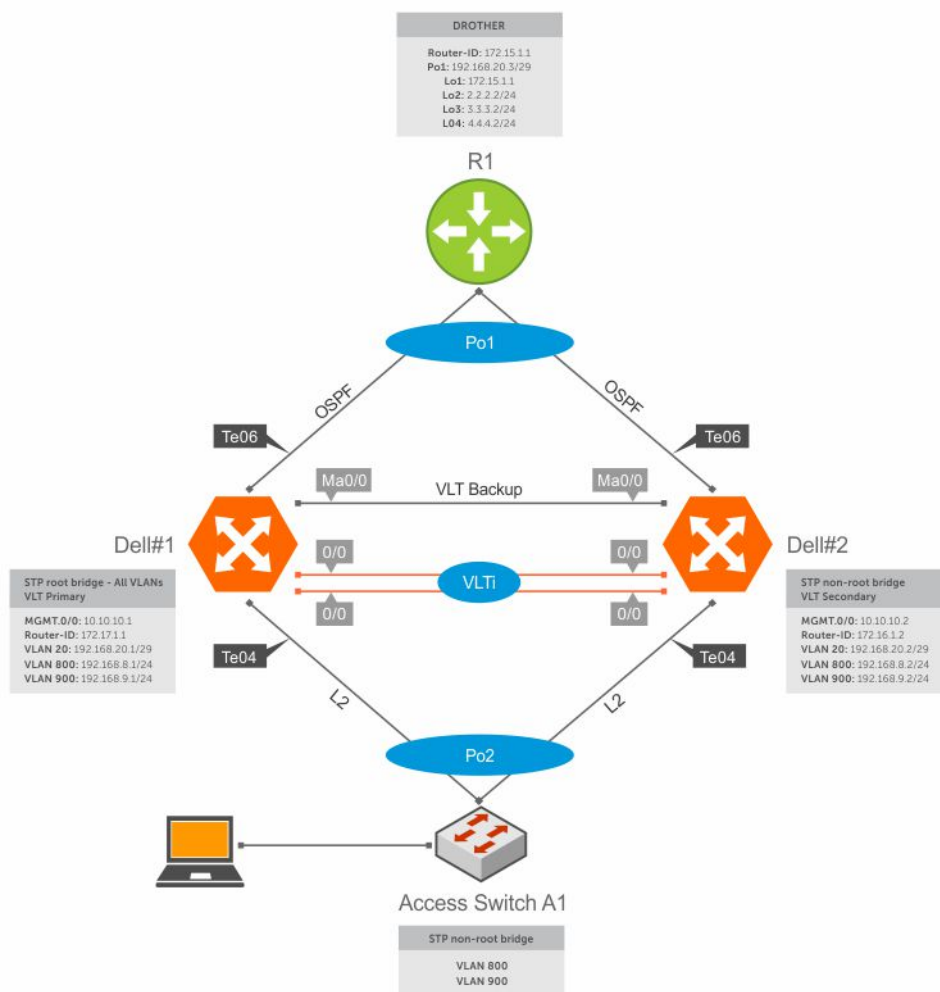 DROTHER
Router-ID: 172.15.1.1
Po1: 192.168.20.3/29
Lo1: 172.15.1.1
Lo2: 2.2.2.2/24
Lo3: 3.3.3.2/24
L04: 4.4.4.2/24
R1
Po1
OSPF
OSPF
Te06
Te06
Ma0/0
VLT Backup
Ma0/0
Dell#1
Dell#2
0/0
0/0
VLTi
0/0
0/0
STP root bridge - All VLANs
VLT Primary
MGMT.0/0: 10.10.10.1
Router-ID: 172.17.1.1
VLAN 20: 192.168.20.1/29
VLAN 800: 192.168.8.1/24
VLAN 900: 192.168.9.1/24
STP non-root bridge
VLT Secondary
MGMT.0/0: 10.10.10.2
Router-ID: 172.16.1.2
VLAN 20: 192.168.20.2/29
VLAN 800: 192.168.8.2/24
VLAN 900: 192.168.9.2/24
Te04
Te04
L2
L2
Po2
Access Switch A1
STP non-root bridge
VLAN 800
VLAN 900